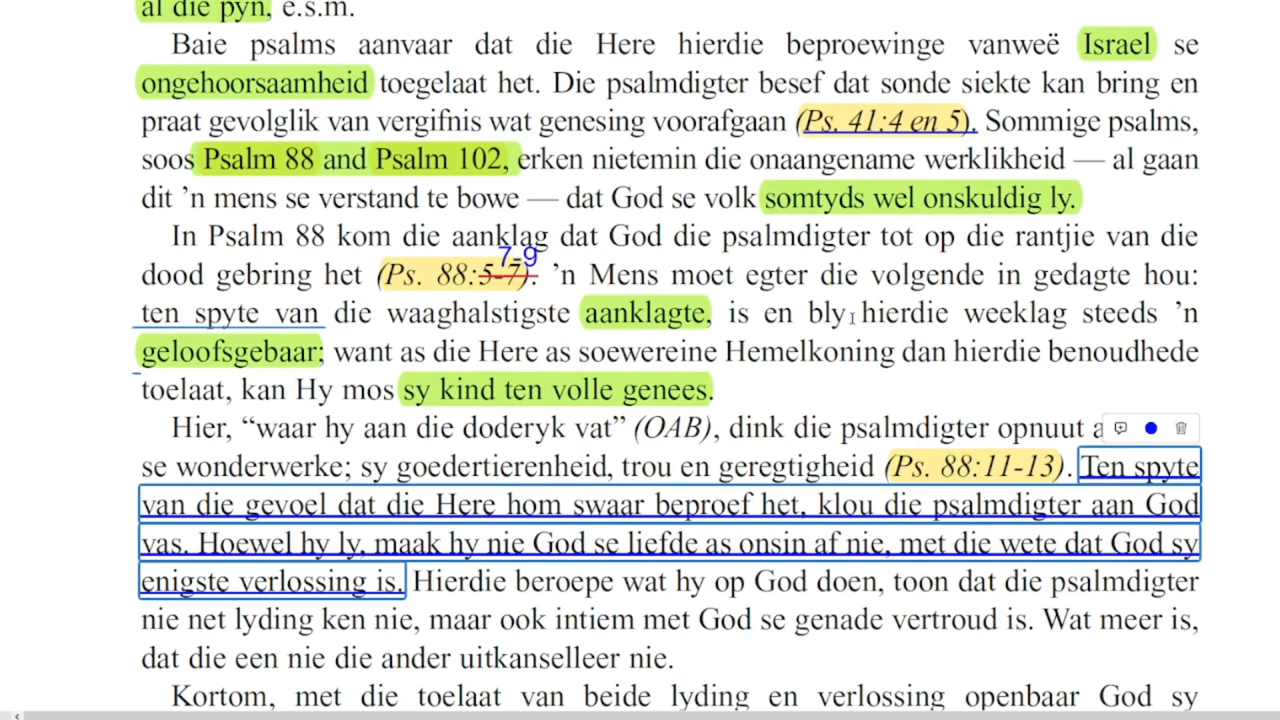 al die pyn, e.s.m.
Baie psalms aanvaar dat die Here hierdie beproewinge vanweë Israel se
ongehoorsaamheid toegelaat het. Die psalmdigter besef dat sonde siekte kan bring en
praat gevolglik van vergifnis wat genesing voorafgaan (Ps. 41:4 en 5). Sommige psalms,
soos Psalm 88 and Psalm 102, erken nietemin die onaangename werklikheid — al gaan
dit ’n mens se verstand te bowe — dat God se volk somtyds wel onskuldig ly.
In Psalm 88 kom die aanklag dat God die psalmdigter tot op die rantjie van die
7-9
dood gebring het (Ps. 88:5-7). ’n Mens moet egter die volgende in gedagte hou:
ten spyte van die waaghalstigste aanklagte, is en bly hierdie weeklag steeds ’n
geloofsgebaar; want as die Here as soewereine Hemelkoning dan hierdie benoudhede
toelaat, kan Hy mos sy kind ten volle genees.
Hier, “waar hy aan die doderyk vat” (OAB), dink die psalmdigter opnuut
se wonderwerke; sy goedertierenheid, trou en geregtigheid (Ps. 88:11-13). Ten spyte
van die gevoel dat die Here hom swaar beproef het, klou die psalmdigter aan God
vas. Hoewel hy ly, maak hy nie God se liefde as onsin af nie, met die wete dat God sy
enigste verlossing is. Hierdie beroepe wat hy op God doen, toon dat die psalmdigter
nie net lyding ken nie, maar ook intiem met God se genade vertroud is. Wat meer is,
dat die een nie die ander uitkanselleer nie.
Kortom, met die toelaat van beide lyding en verlossing openbaar God sy